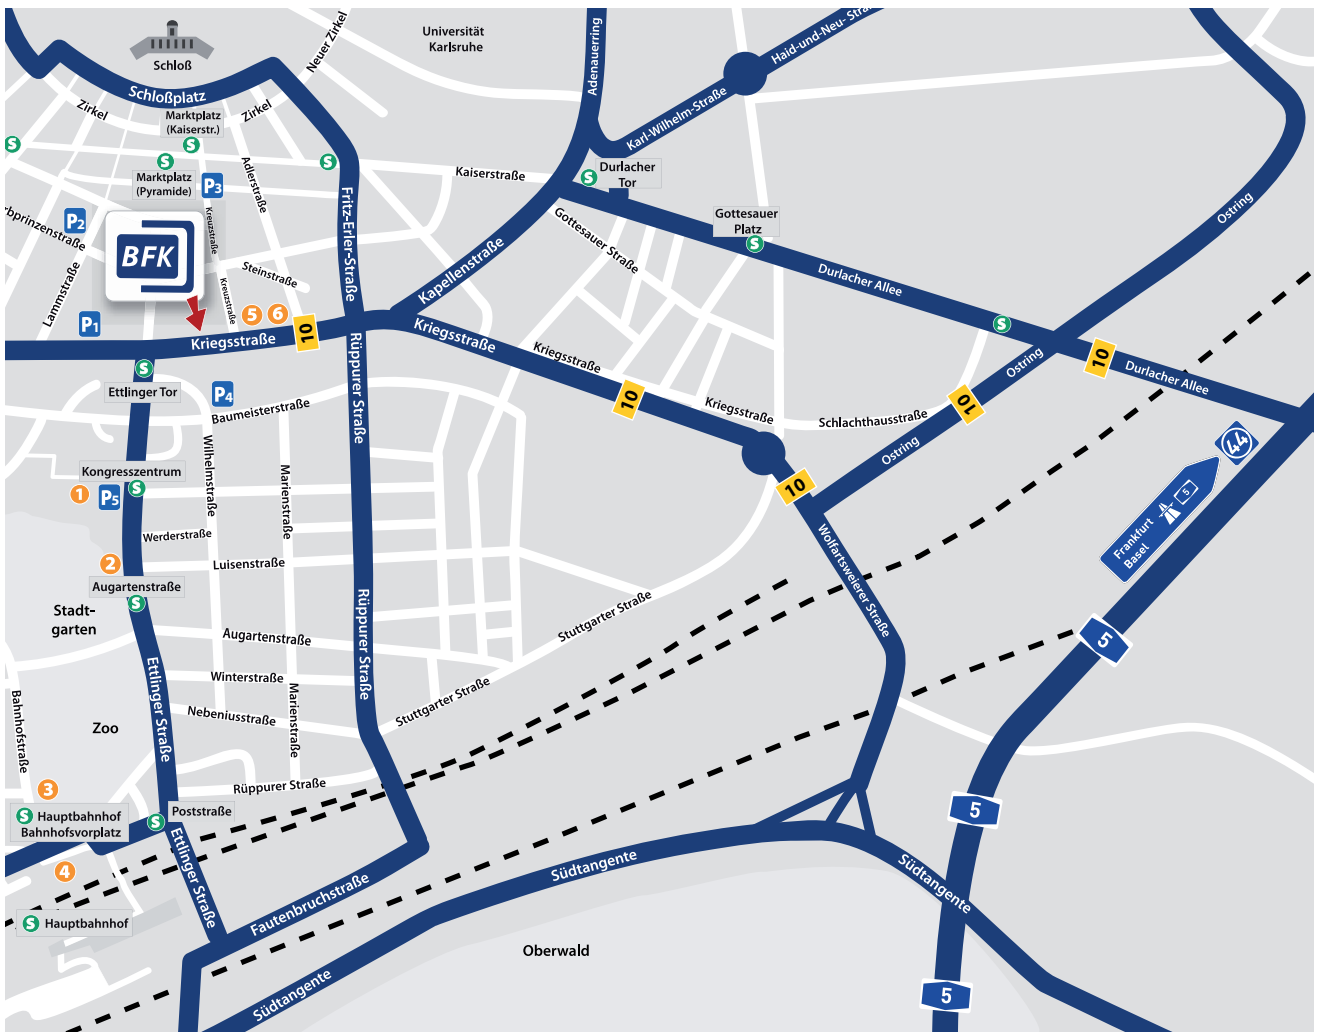 Universität
Karlsruhe
Adenauerring
Haid-und-Neu-
Neuer Zirkel
Schloß
Schloßplatz
Zirkel
Zirkel
Marktplatz
(Kaiserstr.)
S
S
S
S
Marktplatz
(Pyramide)
P3
Adlerstraße
Kaiserstraße
Karl-Wilhelm-Straße
S
Durlacher
Tor
Fritz-Erler-Straße
Kreuzstraße
P2
rbprinzenstraße
BFK
Lammstraße
Steinstraße
Kreuzstraße
5
6
P1
10
Kriegsstraße
Kapellenstraße
Gottesauer Straße
Gottesauer
Platz
S
Durlacher Allee
Ostring
S
Kriegsstraße
Kriegsstraße
10
Kriegsstraße
Ostring
10
Durlacher Allee
10
Schlachthausstraße
Ostring
10
44
Frankfurt
Basel
5
S
Ettlinger Tor
P4
Baumeisterstraße
Rüppurer Straße
Wilhelmstraße
Marienstraße
Kongresszentrum
1
P5
S
Werderstraße
2
Luisenstraße
Augartenstraße
S
Stadt-
garten
Wolfartsweierer Straße
Stuttgarter Straße
Rüppurer Straße
Augartenstraße
5
Winterstraße
Ettlinger Straße
Marienstraße
Nebeniusstraße
Stuttgarter Straße
Bahnhofstraße
Zoo
3
Rüppurer Straße
S Hauptbahnhof
Bahnhofsvorplatz
Poststraße
S
5
4
Ettlinger Straße
Südtangente
Südtangente
Fautenbruchstraße
S Hauptbahnhof
Oberwald
Südtangente
5